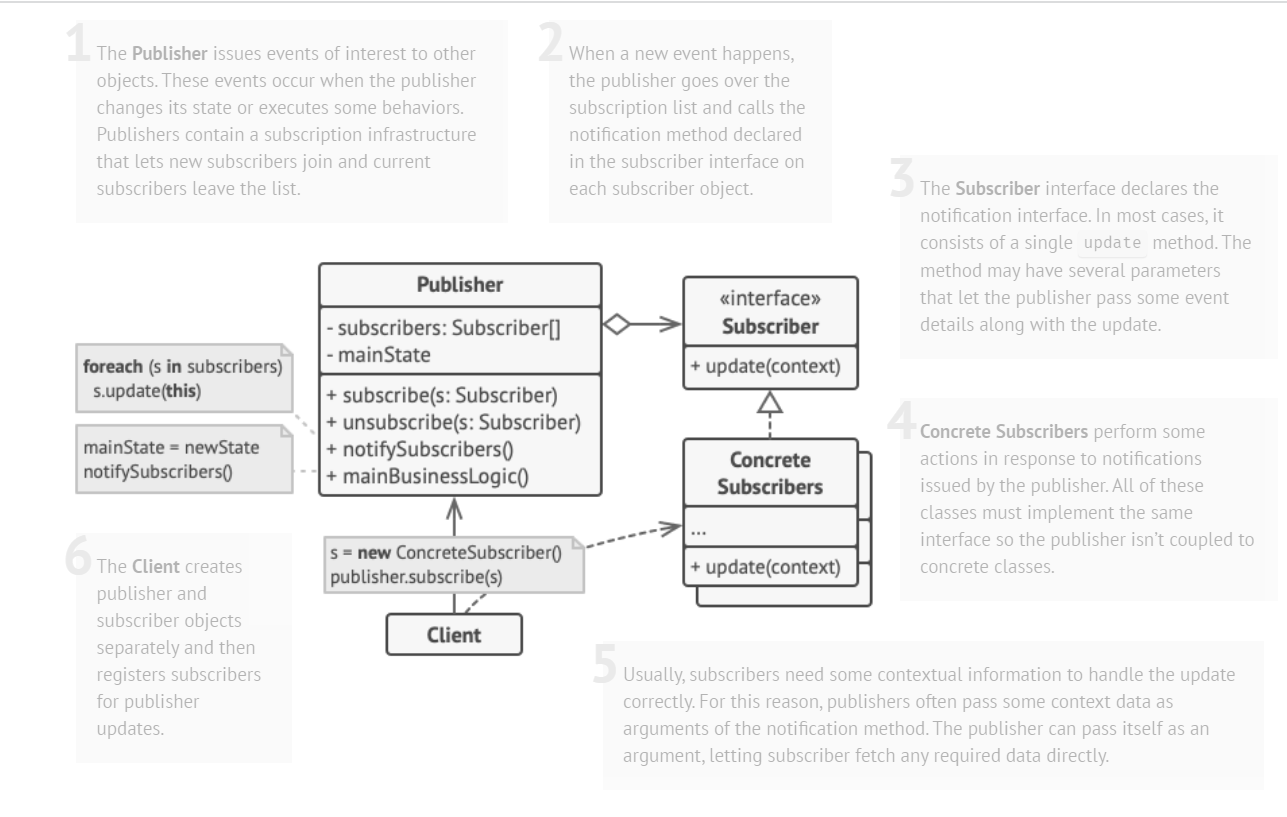 1
The Publisher issues events of interest to other
objects. These events occur when the publisher
changes its state or executes some behaviors.
Publishers contain a subscription infrastructure
that lets new subscribers join and current
subscribers leave the list.
2
When a new event happens,
the publisher goes over the
subscription list and calls the
notification method declared
in the subscriber interface on
each subscriber object.
3
The Subscriber interface declares the
notification interface. In most cases, it
consists of a single update method. The
method may have several parameters
that let the publisher pass some event
details along with the update.
Publisher
- subscribers: Subscriber[]
- mainState
+ subscribe(s: Subscriber)
+ unsubscribe(s: Subscriber)
+ notifySubscribers()
+ mainBusinessLogic()
«interface»
Subscriber
+ update(context)
foreach (s in subscribers)
s.update(this)
mainState = newState
notifySubscribers()
4
Concrete Subscribers perform some
actions in response to notifications
issued by the publisher. All of these
classes must implement the same
interface so the publisher isn't coupled to
concrete classes.
Concrete
Subscribers
...
+ update(context)
s = new ConcreteSubscriber()
publisher.subscribe(s)
Client
6
The Client creates
publisher and
subscriber objects
separately and then
registers subscribers
for publisher
updates.
5
Usually, subscribers need some contextual information to handle the update
correctly. For this reason, publishers often pass some context data as
arguments of the notification method. The publisher can pass itself as an
argument, letting subscriber fetch any required data directly.